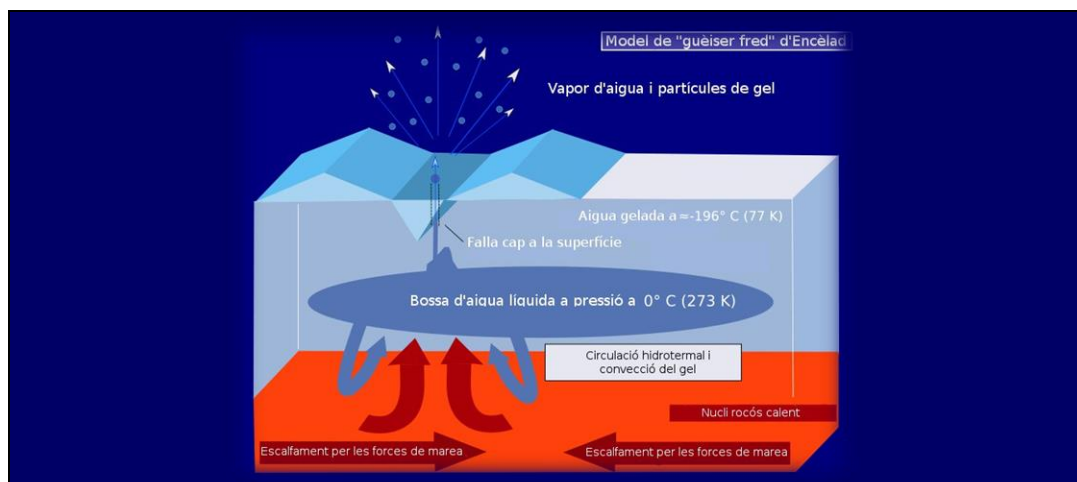 Model de "guèiser fred" d'Encèlad
Vapor d'aigua i partícules de gel
Aigua gelada a ≈-196° C (77 K)
Falla cap a la superfície
Bossa d'aigua líquida a pressió a 0° C (273 K)
Circulació hidrotermal i
convecció del gel
Nucli rocós calent
Escalfament per les forces de marea
Escalfament per les forces de marea